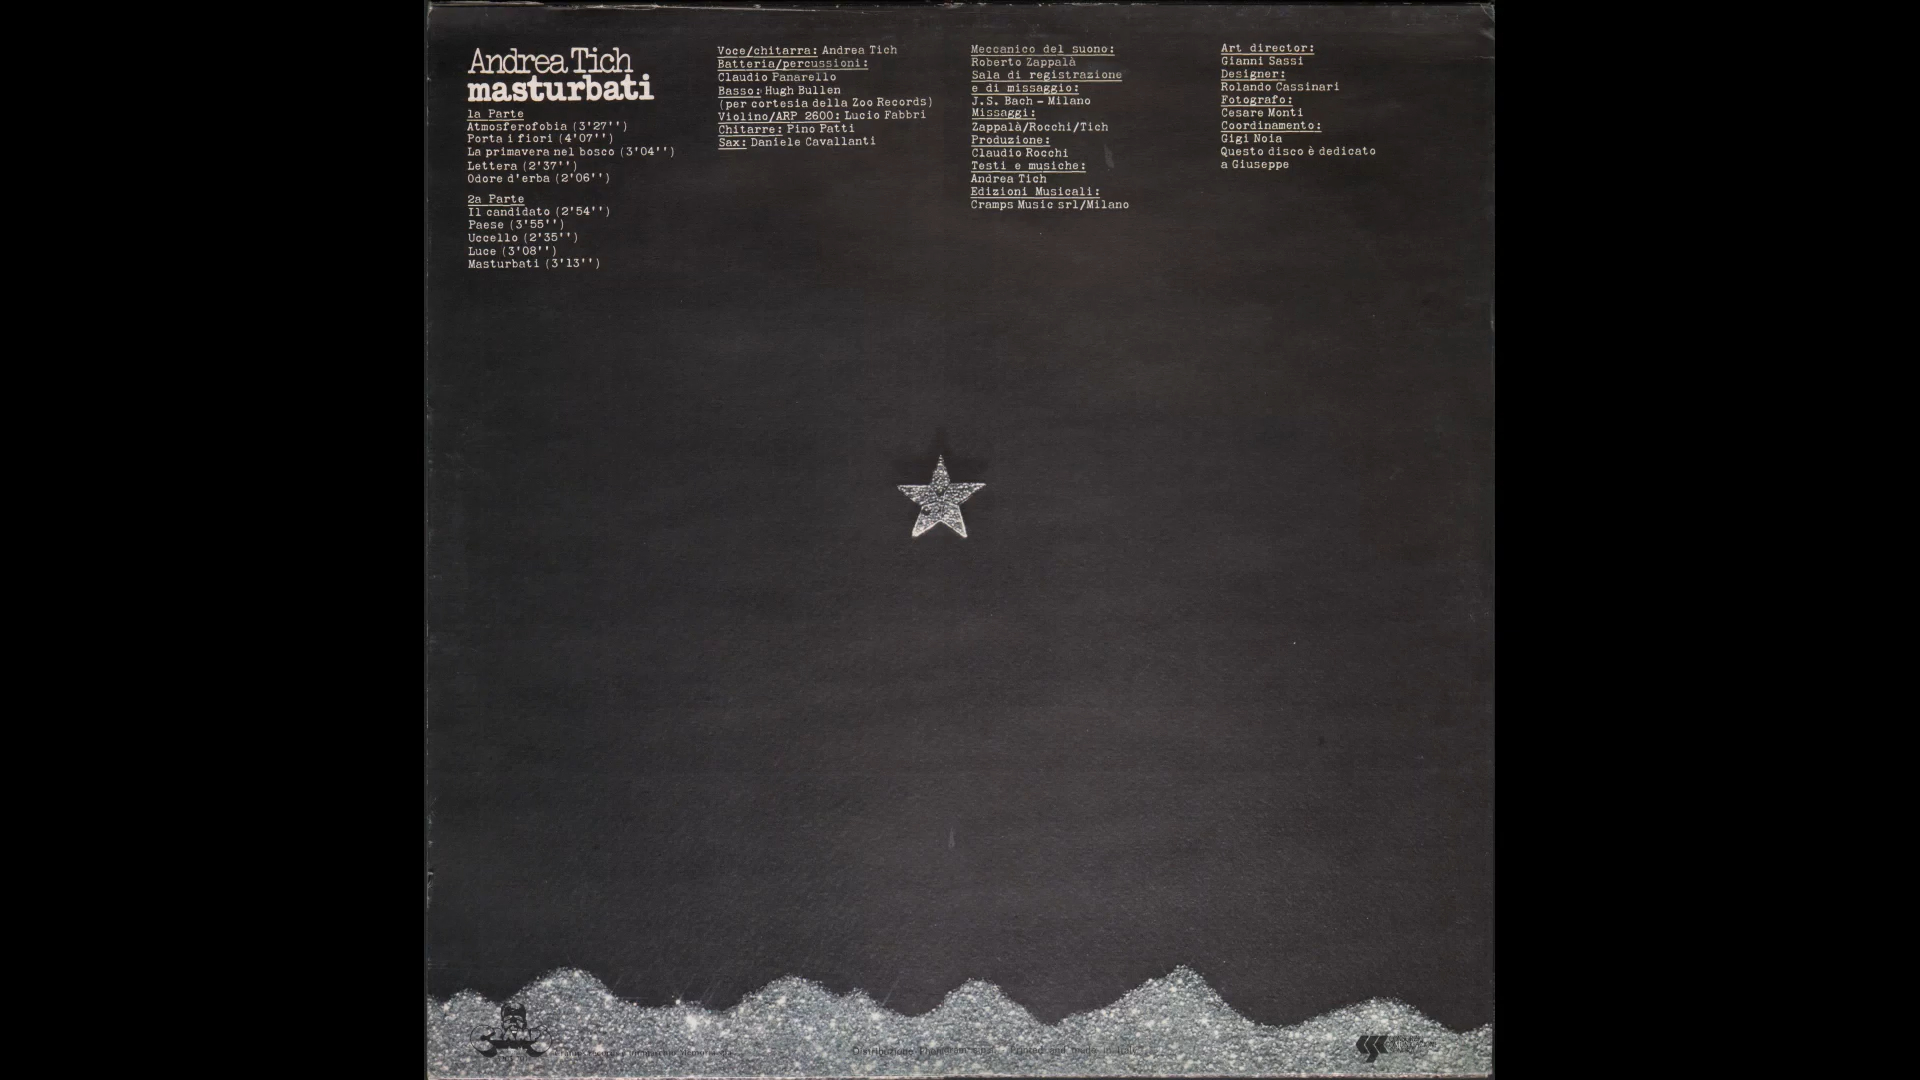 Andrea Tich
masturbati
1a Parte
Atmosferofobia (3'27'')
Porta i fiori (4'07'')
La primavera nel bosco (3'04'')
Lettera (2'37'')
Odore d'erba (2'06'')
2a Parte
Il candidato (2'54'')
Paese (3'55'')
Uccello (2'35'')
Luce (3'08'')
Masturbati (3'13'')
Voce/chitarra: Andrea Tich
Batteria/percussioni:
Claudio Panarello
Basso: Hugh Bullen
(per cortesia della Zoo Records)
Violino/ARP 2600: Lucio Fabbri
Chitarre: Pino Patti
Sax: Daniele Cavallanti
Meccanico del suono:
Roberto Zappalà
Sala di registrazione
e di missaggio:
J.S. Bach - Milano
Missaggi:
Zappalà/Rocchi/Tich
Produzione:
Claudio Rocchi
Testi e musiche:
Andrea Tich
Edizioni Musicali:
Cramps Music srl/Milano
Art director:
Gianni Sassi
Designer:
Rolando Cassinari
Fotografo:
Cesare Monti
Coordinamento:
Gigi Noia
Questo disco è dedicato
a Giuseppe
Distribuzione Printed and made in Italy